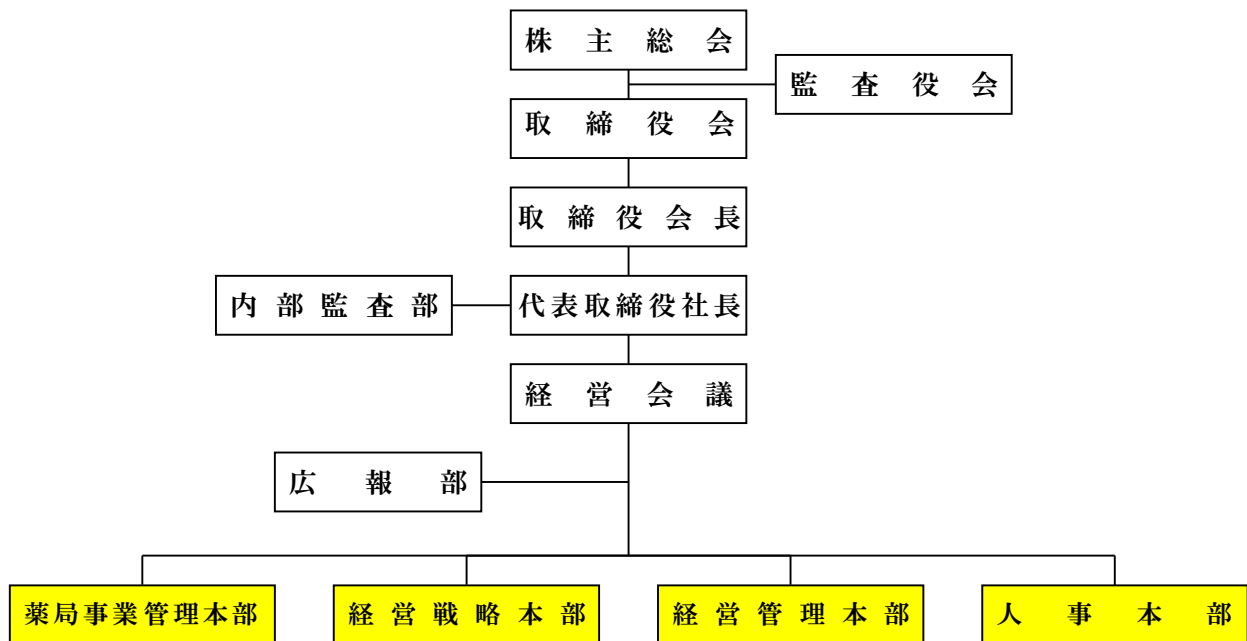 株主総会
監査役会
取締役会
取締役会長
内部監査部
代表取締役社長
経営会議
広報部
薬局事業管理本部
経営戦略本部
経営管理本部
人事本部